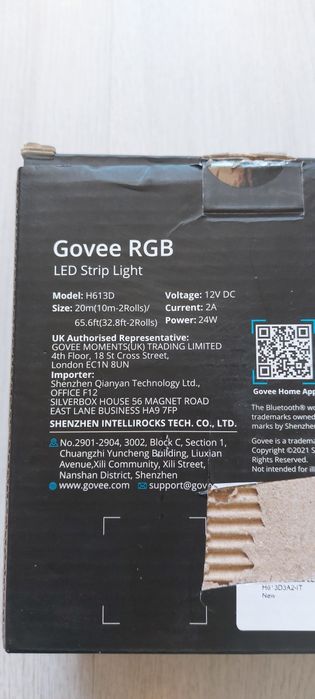 Govee RGB
LED Strip Light
Model: H613D
Size: 20m(10m-2Rolls)/
65.6ft(32.8ft-2Rolls)
Voltage: 12V DC
Current: 2A
Power: 24W
UK Authorised Representative:
GOVEE MOMENTS(UK) TRADING LIMITED
4th Floor, 18 St Cross Street,
London EC1N 8UN
Importer:
Shenzhen Qianyan Technology Ltd.,
OFFICE F12
SILVERBOX HOUSE 56 MAGNET ROAD
EAST LANE BUSINESS HA9 7FP
SHENZHEN INTELLIROCKS TECH. CO., LTD.
No.2901-2904, 3002, Block C, Section 1,
Chuangzhi Yuncheng Building, Liuxian
Avenue,Xili Community, Xili Street,
Nanshan District, Shenzhen
www.govee.com support@gove
Govee Home App
The Bluetooth® wo
trademarks owned
marks by Shenzhen
Govee is a tradema
Copyright ©2021 S
Rights Reserved.
Not intended for ill
New